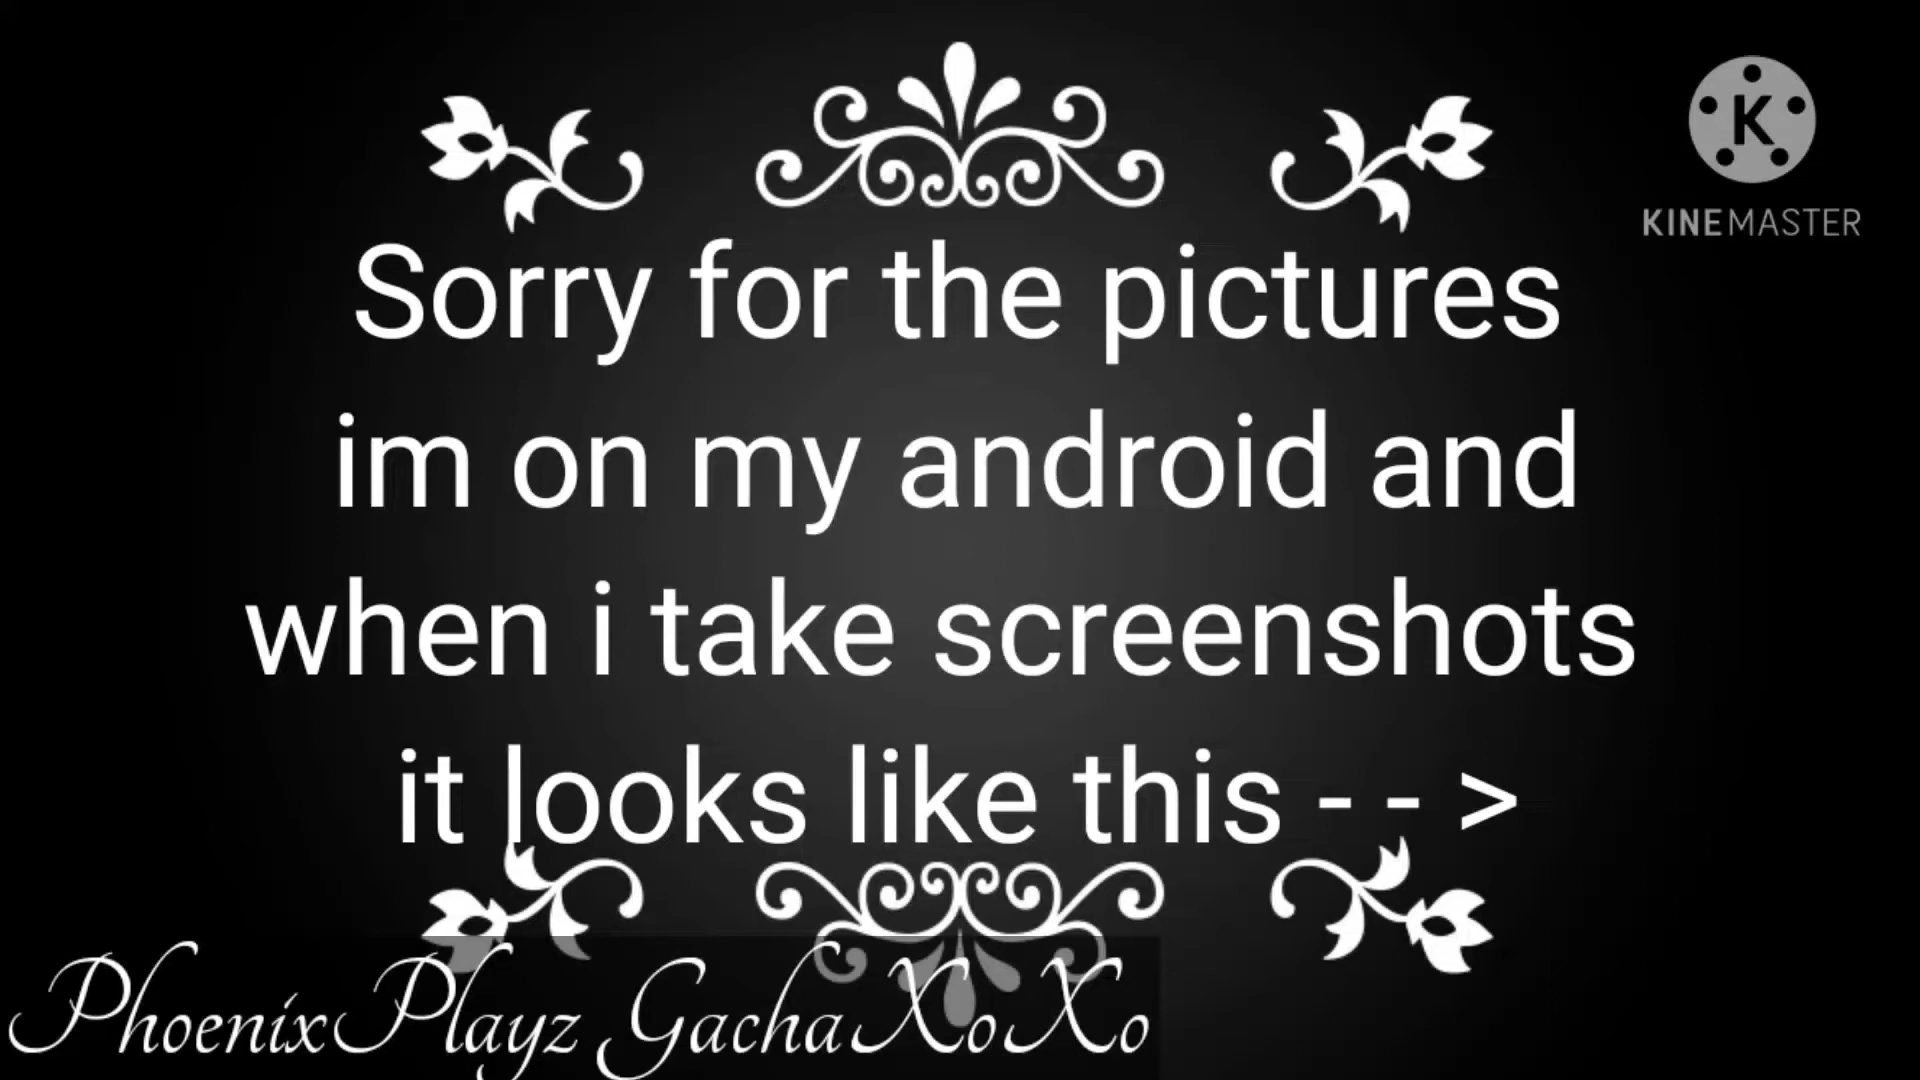 K
KINEMASTER
Sorry for the pictures
im on my android and
when i take screenshots
it looks like this - - >
PhoenixPlayz GachaXoXo